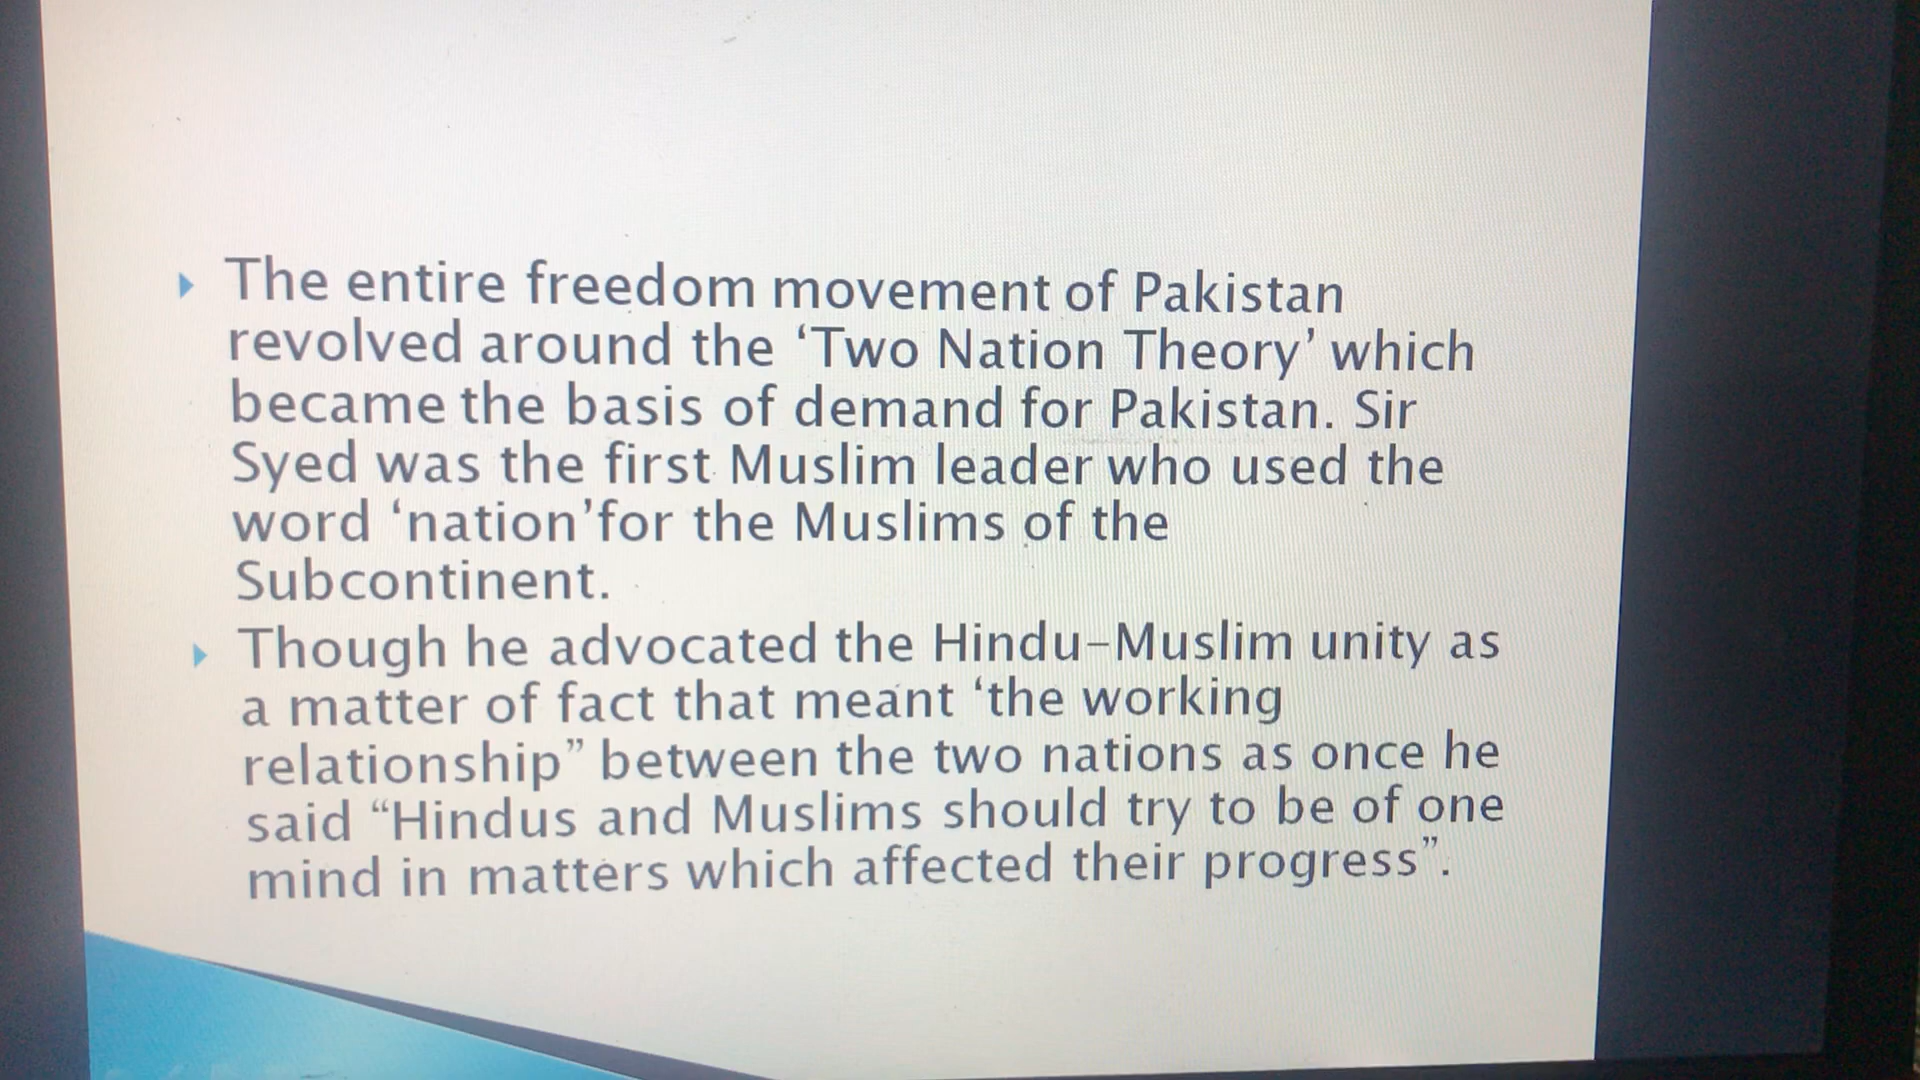 The entire freedom movement of Pakistan
revolved around the ‘Two Nation Theory’ which
became the basis of demand for Pakistan. Sir
Syed was the first Muslim leader who used the
word ‘nation’for the Muslims of the
Subcontinent.
Though he advocated the Hindu-Muslim unity as
a matter of fact that meant ‘the working
relationship” between the two nations as once he
said “Hindus and Muslims should try to be of one
mind in matters which affected their progress”.